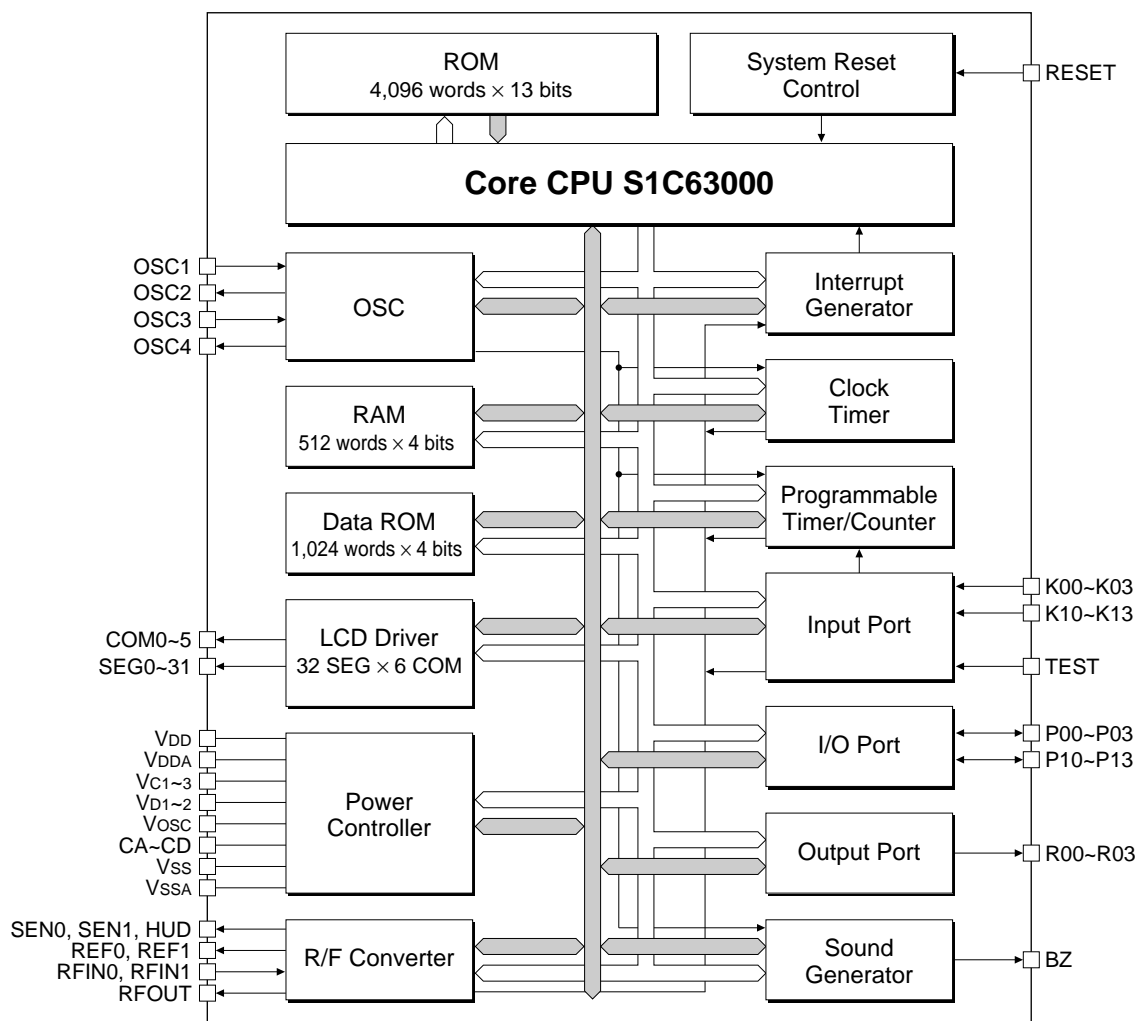 ROM
4,096 words × 13 bits
System Reset
Control
RESET
Core CPU S1C63000
OSC1
OSC2
OSC3
OSC4
OSC
Interrupt
Generator
RAM
512 words × 4 bits
Clock
Timer
Data ROM
1,024 words × 4 bits
Programmable
Timer/Counter
COM0~5
SEG0~31
LCD Driver
32 SEG × 6 COM
Input Port
K00~K03
K10~K13
TEST
VDD
VDDA
VC1~3
VD1~2
VOSC
CA~CD
VSS
VSSA
Power
Controller
I/O Port
P00~P03
P10~P13
Output Port
R00~R03
SEN0, SEN1, HUD
REF0, REF1
RFIN0, RFIN1
RFOUT
R/F Converter
Sound
Generator
BZ